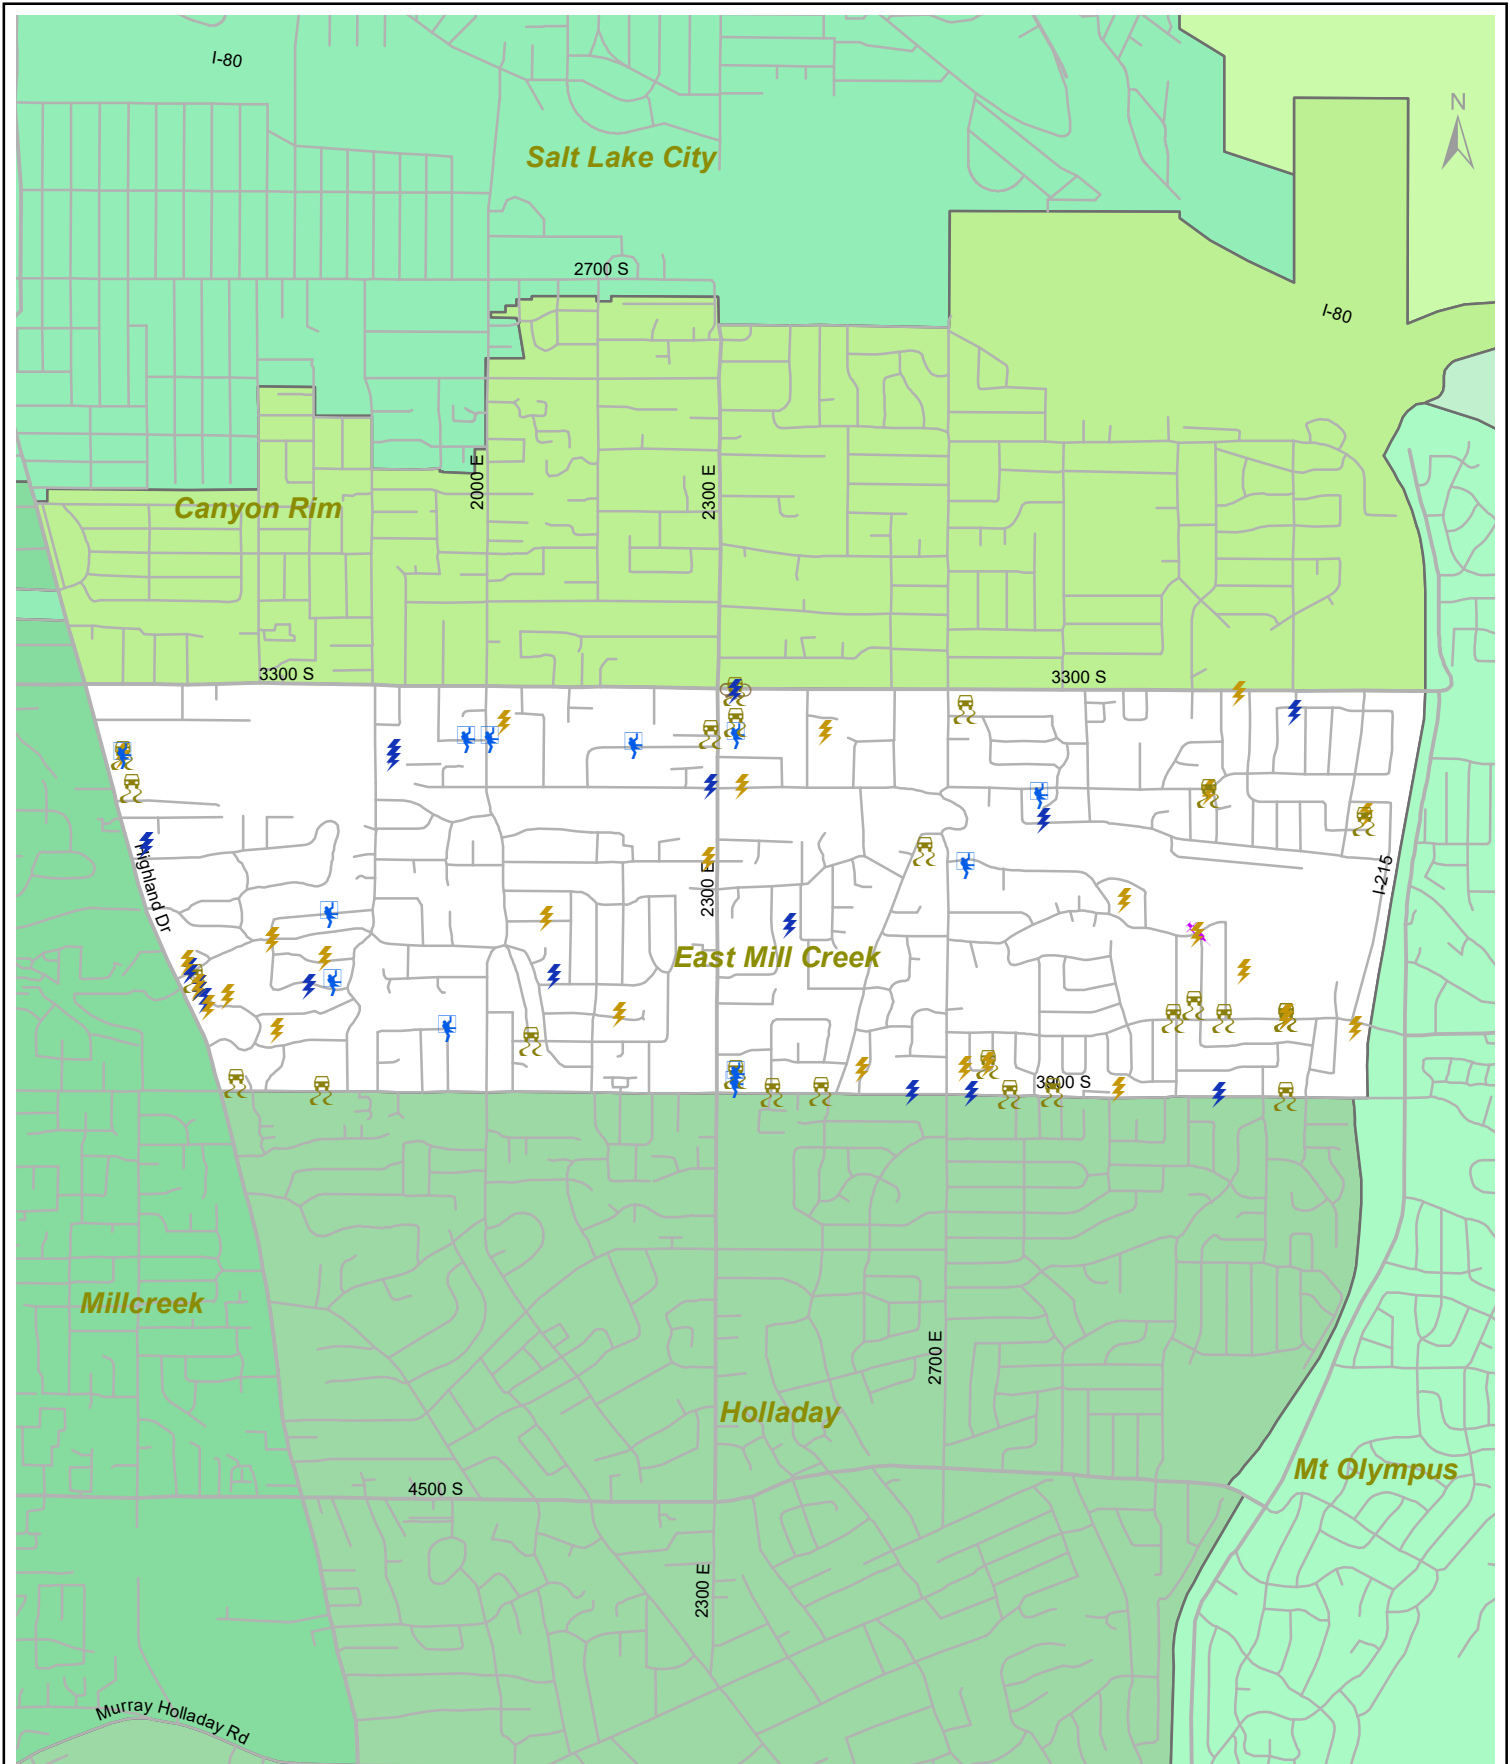 I-80
N
Salt Lake City
2700 S
I-80
2000 E
2300 E
Canyon Rim
3300 S
3300 S
Highland Dr
2300 E
I-215
East Mill Creek
3900 S
Millcreek
2700 E
Holladay
Mt Olympus
4500 S
2300 E
Murray Holladay Rd